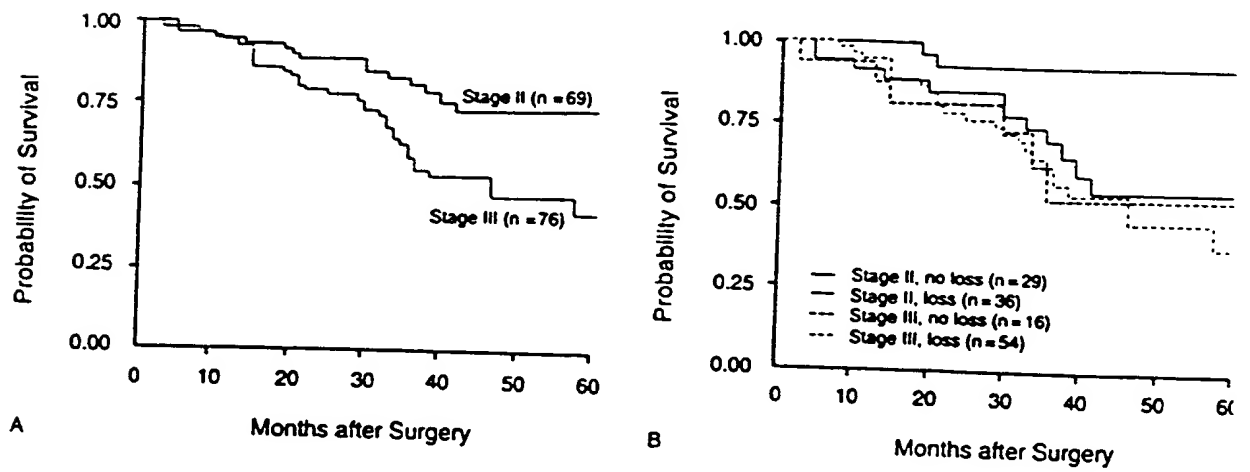 1.00
0.75
0.50
0.25
0.00
Probability of Survival
Stage II (n = 69)
Stage III (n = 76)
0 10 20 30 40 50 60
Months after Surgery
A
1.00
0.75
0.50
0.25
0.00
Probability of Survival
Stage II, no loss (n = 29)
Stage II, loss (n = 36)
Stage III, no loss (n = 16)
Stage III, loss (n = 54)
0 10 20 30 40 50
Months after Surgery
B